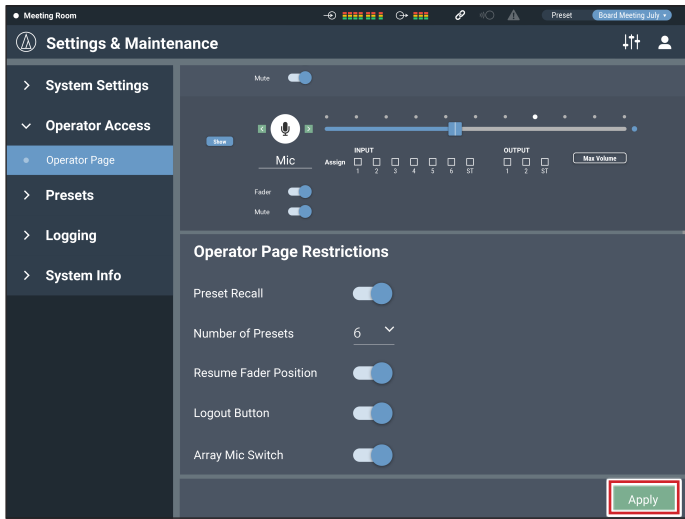 Meeting Room
Preset
Board Meeting July
Settings & Maintenance
System Settings
Operator Access
Operator Page
Presets
Logging
System Info
Mute
Show
Mic
Assign
INPUT
1 2 3 4 5 6 ST
OUTPUT
1 2 ST
Max Volume
Fader
Mute
Operator Page Restrictions
Preset Recall
Number of Presets
6
Resume Fader Position
Logout Button
Array Mic Switch
Apply